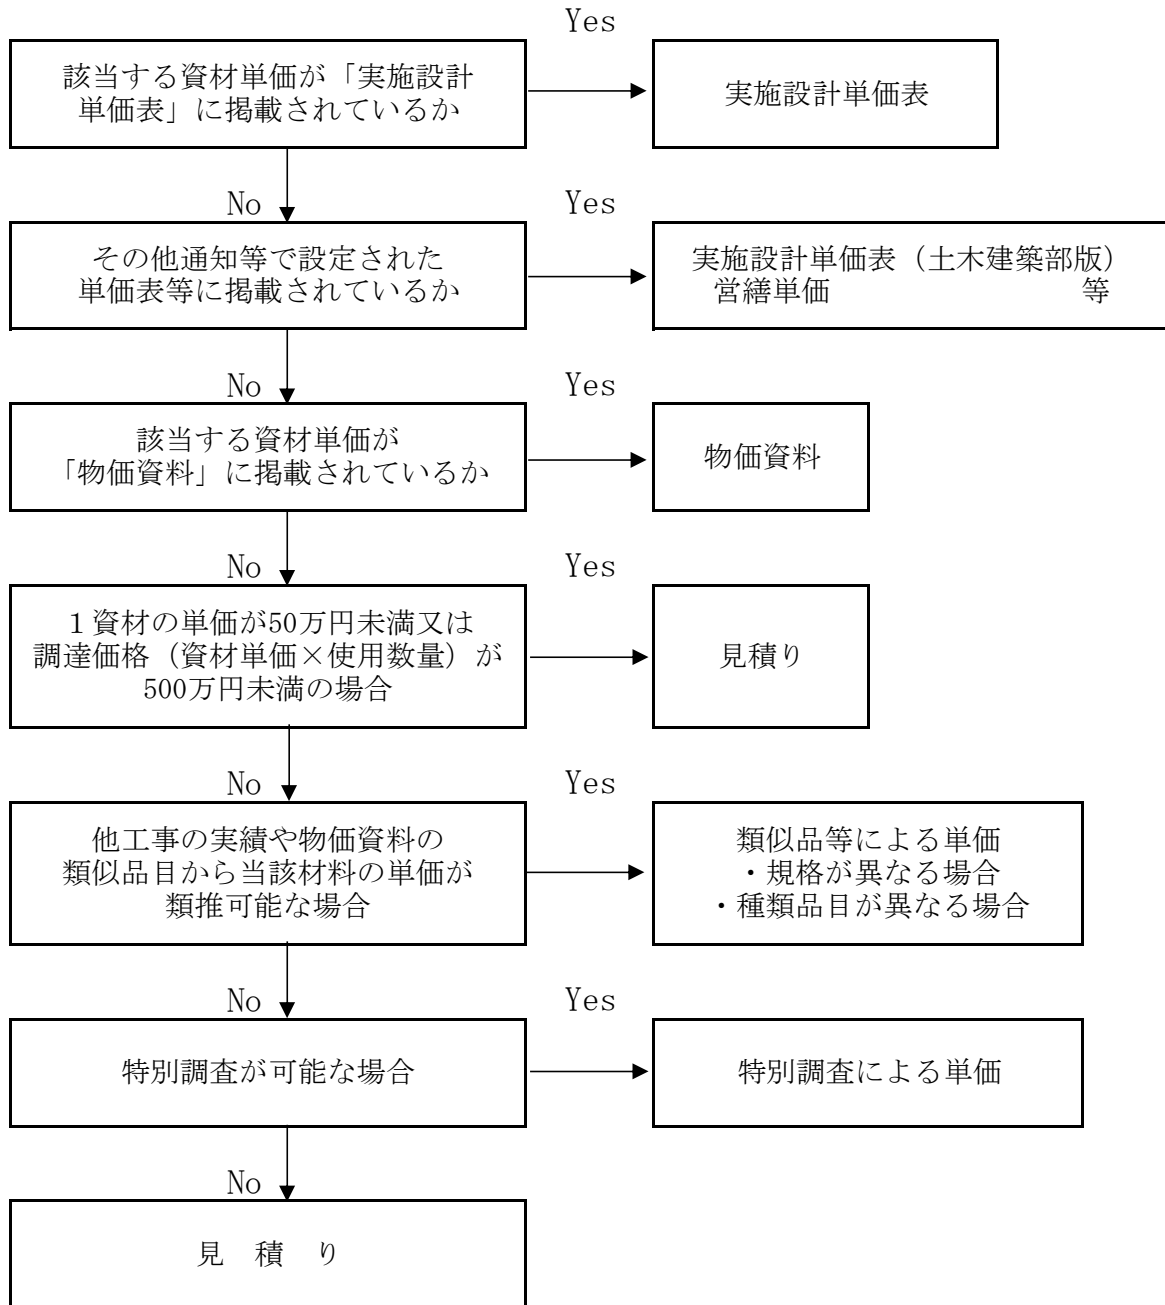 Yes
該当する資材単価が「実施設計
単価表」に掲載されているか
実施設計単価表
No
Yes
その他通知等で設定された
単価表等に掲載されているか
実施設計単価表（土木建築部版）
営繕単価　　　　　　　　　等
No
Yes
該当する資材単価が
「物価資料」に掲載されているか
物価資料
No
Yes
１資材の単価が50万円未満又は
調達価格（資材単価×使用数量）が
500万円未満の場合
見積り
No
Yes
他工事の実績や物価資料の
類似品目から当該材料の単価が
類推可能な場合
類似品等による単価
・規格が異なる場合
・種類品目が異なる場合
No
Yes
特別調査が可能な場合
特別調査による単価
No
見　積　り